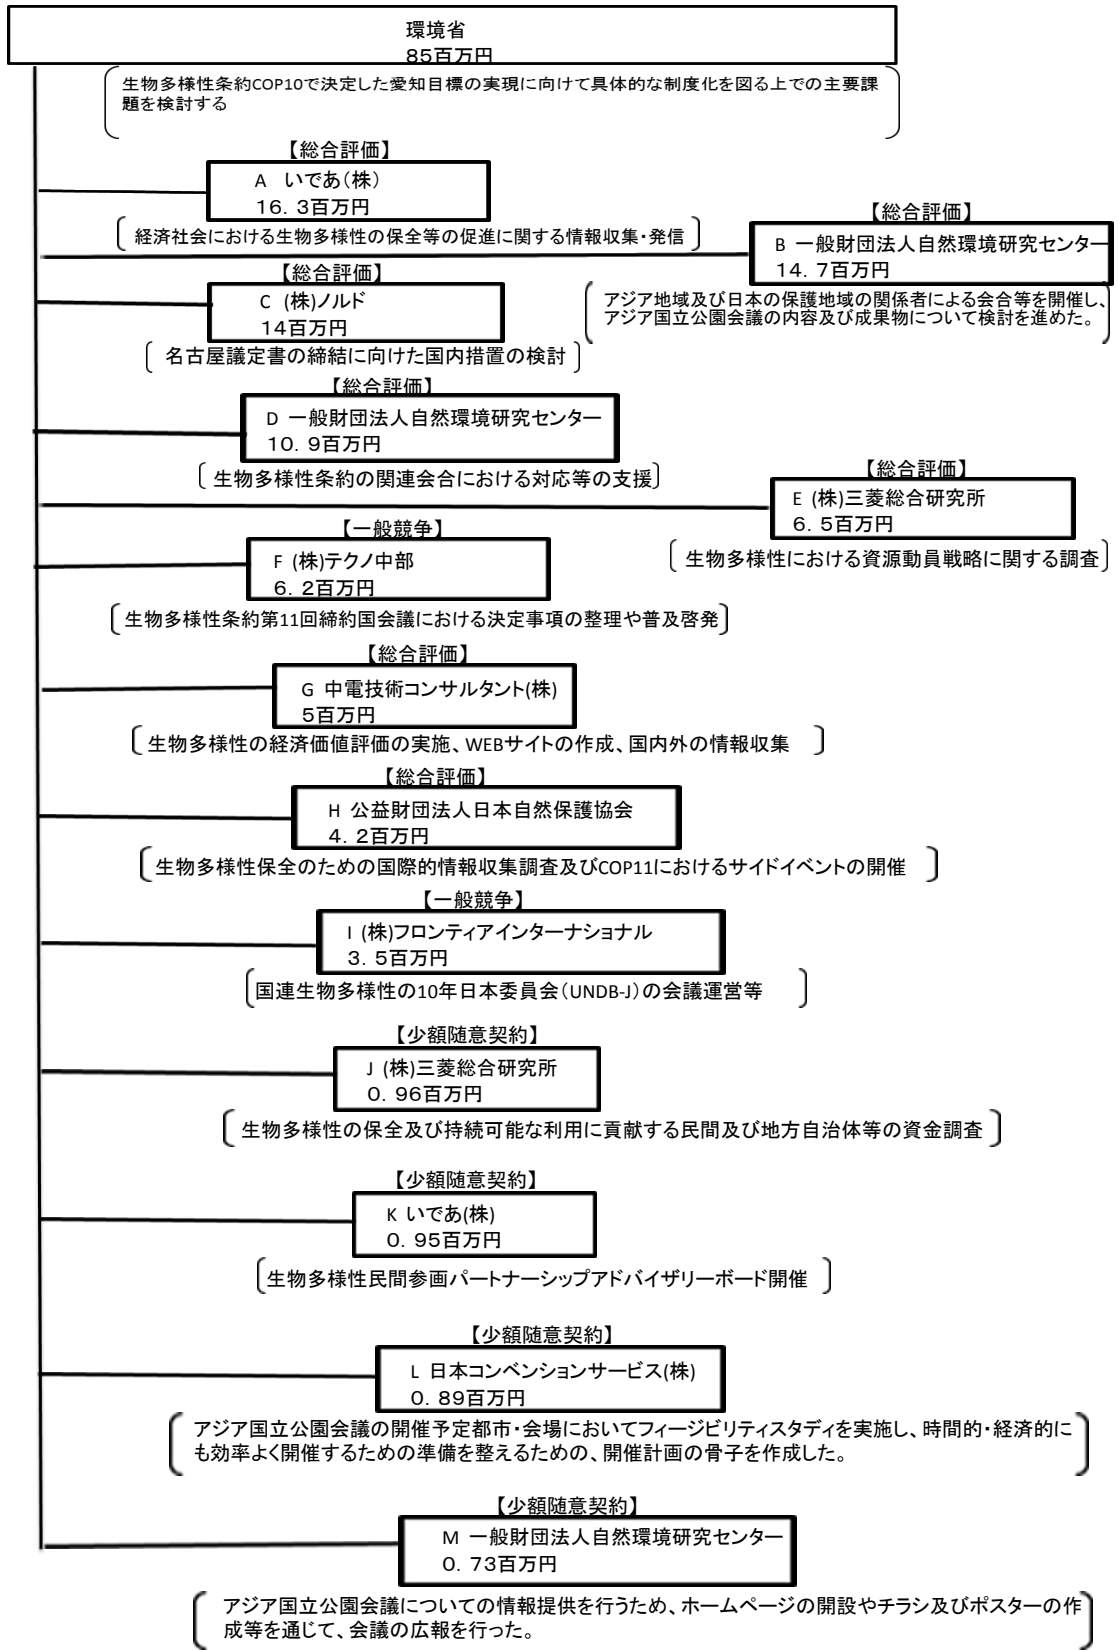 環境省
85百万円
生物多様性条約COP10で決定した愛知目標の実現に向けて具体的な制度化を図る上での主要課
題を検討する
【総合評価】
A　いであ（株）
16．3百万円
経済社会における生物多様性の保全等の促進に関する情報収集・発信
【総合評価】
B 一般財団法人自然環境研究センター
14．7百万円
アジア地域及び日本の保護地域の関係者による会合等を開催し、
アジア国立公園会議の内容及び成果物について検討を進めた。
【総合評価】
C (株)ノルド
14百万円
名古屋議定書の締結に向けた国内措置の検討
【総合評価】
D 一般財団法人自然環境研究センター
10．9百万円
生物多様性条約の関連会合における対応等の支援
【総合評価】
E (株)三菱総合研究所
6．5百万円
生物多様性における資源動員戦略に関する調査
【一般競争】
F (株)テクノ中部
6．2百万円
生物多様性条約第11回締約国会議における決定事項の整理や普及啓発
【総合評価】
G 中電技術コンサルタント(株)
5百万円
生物多様性の経済価値評価の実施、WEBサイトの作成、国内外の情報収集
【総合評価】
H 公益財団法人日本自然保護協会
4．2百万円
生物多様性保全のための国際的情報収集調査及びCOP11におけるサイドイベントの開催
【一般競争】
I (株)フロンティアインターナショナル
3．5百万円
国連生物多様性の10年日本委員会（UNDB-J）の会議運営等
【少額随意契約】
J (株)三菱総合研究所
0．96百万円
生物多様性の保全及び持続可能な利用に貢献する民間及び地方自治体等の資金調査
【少額随意契約】
K いであ(株)
0．95百万円
生物多様性民間参画パートナーシップアドバイザリーボード開催
【少額随意契約】
L 日本コンベンションサービス(株)
0．89百万円
アジア国立公園会議の開催予定都市・会場においてフィージビリティスタディを実施し、時間的・経済的に
も効率よく開催するための準備を整えるための、開催計画の骨子を作成した。
【少額随意契約】
M 一般財団法人自然環境研究センター
0．73百万円
アジア国立公園会議についての情報提供を行うため、ホームページの開設やチラシ及びポスターの作
成等を通じて、会議の広報を行った。